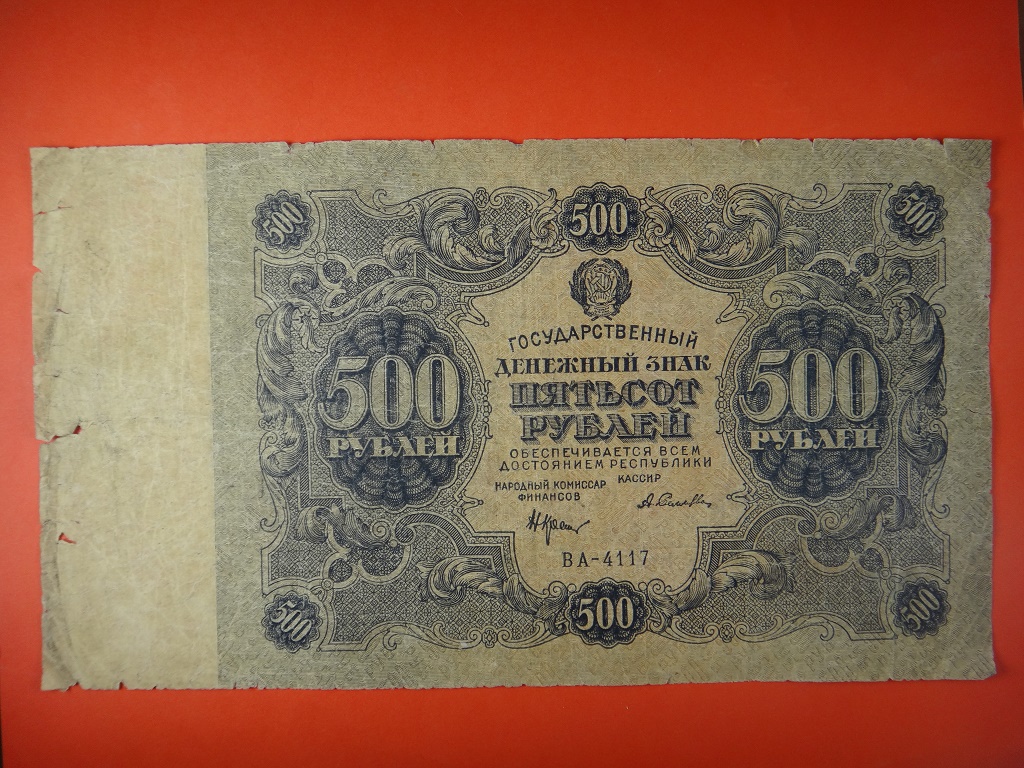 500
500
500
ГОСУДАРСТВЕННЫЙ
ДЕНЕЖНЫЙ ЗНАК
ПЯТЬСОТ
РУБЛЕЙ
500
РУБЛЕЙ
500
РУБЛЕЙ
ОБЕСПЕЧИВАЕТСЯ ВСЕМ
ДОСТОЯНИЕМ РЕСПУБЛИКИ
НАРОДНЫЙ КОМИССАР
ФИНАНСОВ
КАССИР
ВА-4117
500
500
500